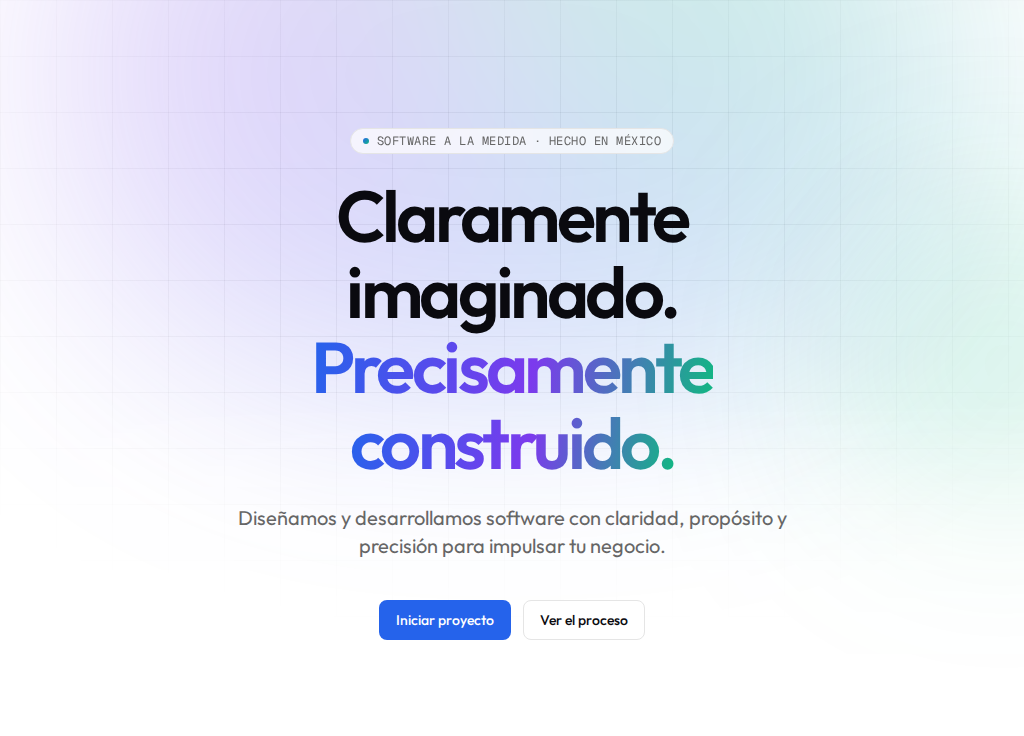 SOFTWARE A LA MEDIDA · HECHO EN MÉXICO
Claramente
imaginado.
Precisamente
construido.
Diseñamos y desarrollamos software con claridad, propósito y
precisión para impulsar tu negocio.
Iniciar proyecto
Ver el proceso